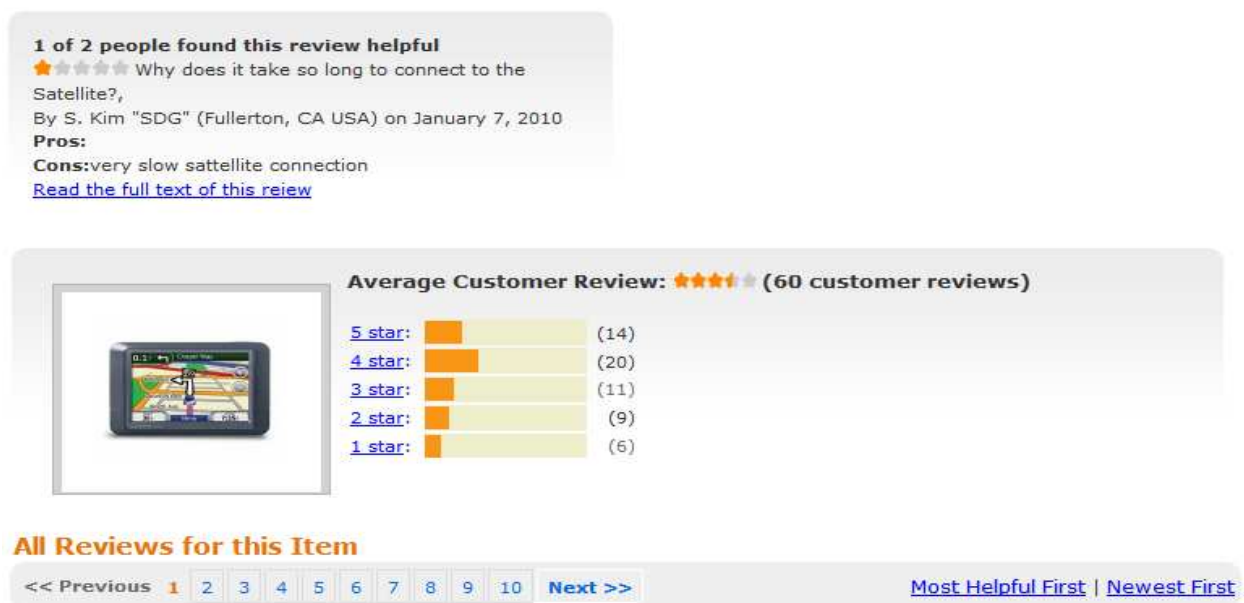 1 of 2 people found this review helpful
Why does it take so long to connect to the
Satellite?,
By S. Kim "SDG" (Fullerton, CA USA) on January 7, 2010
Pros:
Cons:very slow sattellite connection
Read the full text of this reiew
Average Customer Review: (60 customer reviews)
5 star: (14)
4 star: (20)
3 star: (11)
2 star: (9)
1 star: (6)
All Reviews for this Item
<< Previous 1 2 3 4 5 6 7 8 9 10 Next >> Most Helpful First | Newest First